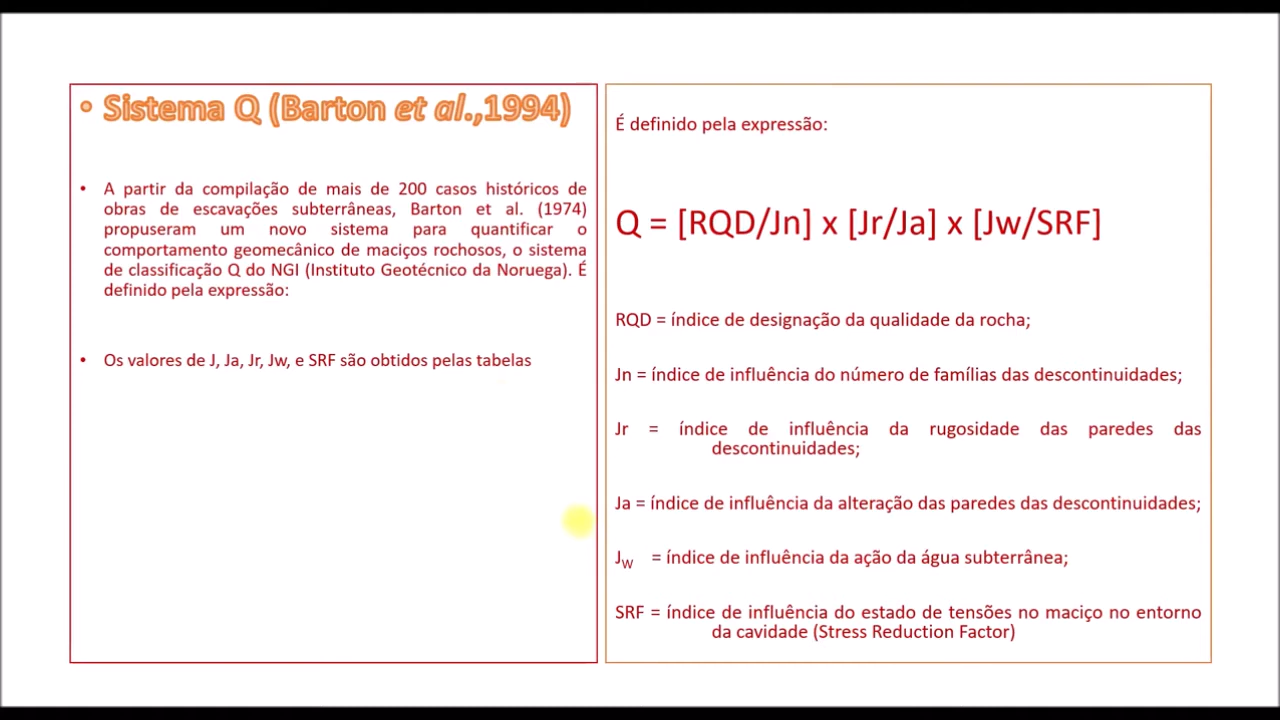 • Sistema Q (Barton et al.,1994)
• A partir da compilação de mais de 200 casos históricos de
obras de escavações subterrâneas, Barton et al. (1974)
propuseram um novo sistema para quantificar o
comportamento geomecânico de maciços rochosos, o sistema
de classificação Q do NGI (Instituto Geotécnico da Noruega). É
definido pela expressão:
• Os valores de J, Ja, Jr, Jw, e SRF são obtidos pelas tabelas
É definido pela expressão:
Q = [RQD/Jn] x [Jr/Ja] x [Jw/SRF]
RQD = índice de designação da qualidade da rocha;
Jn = índice de influência do número de famílias das descontinuidades;
Jr = índice de influência da rugosidade das paredes das
descontinuidades;
Ja = índice de influência da alteração das paredes das descontinuidades;
JW = índice de influência da ação da água subterrânea;
SRF = índice de influência do estado de tensões no maciço no entorno
da cavidade (Stress Reduction Factor)